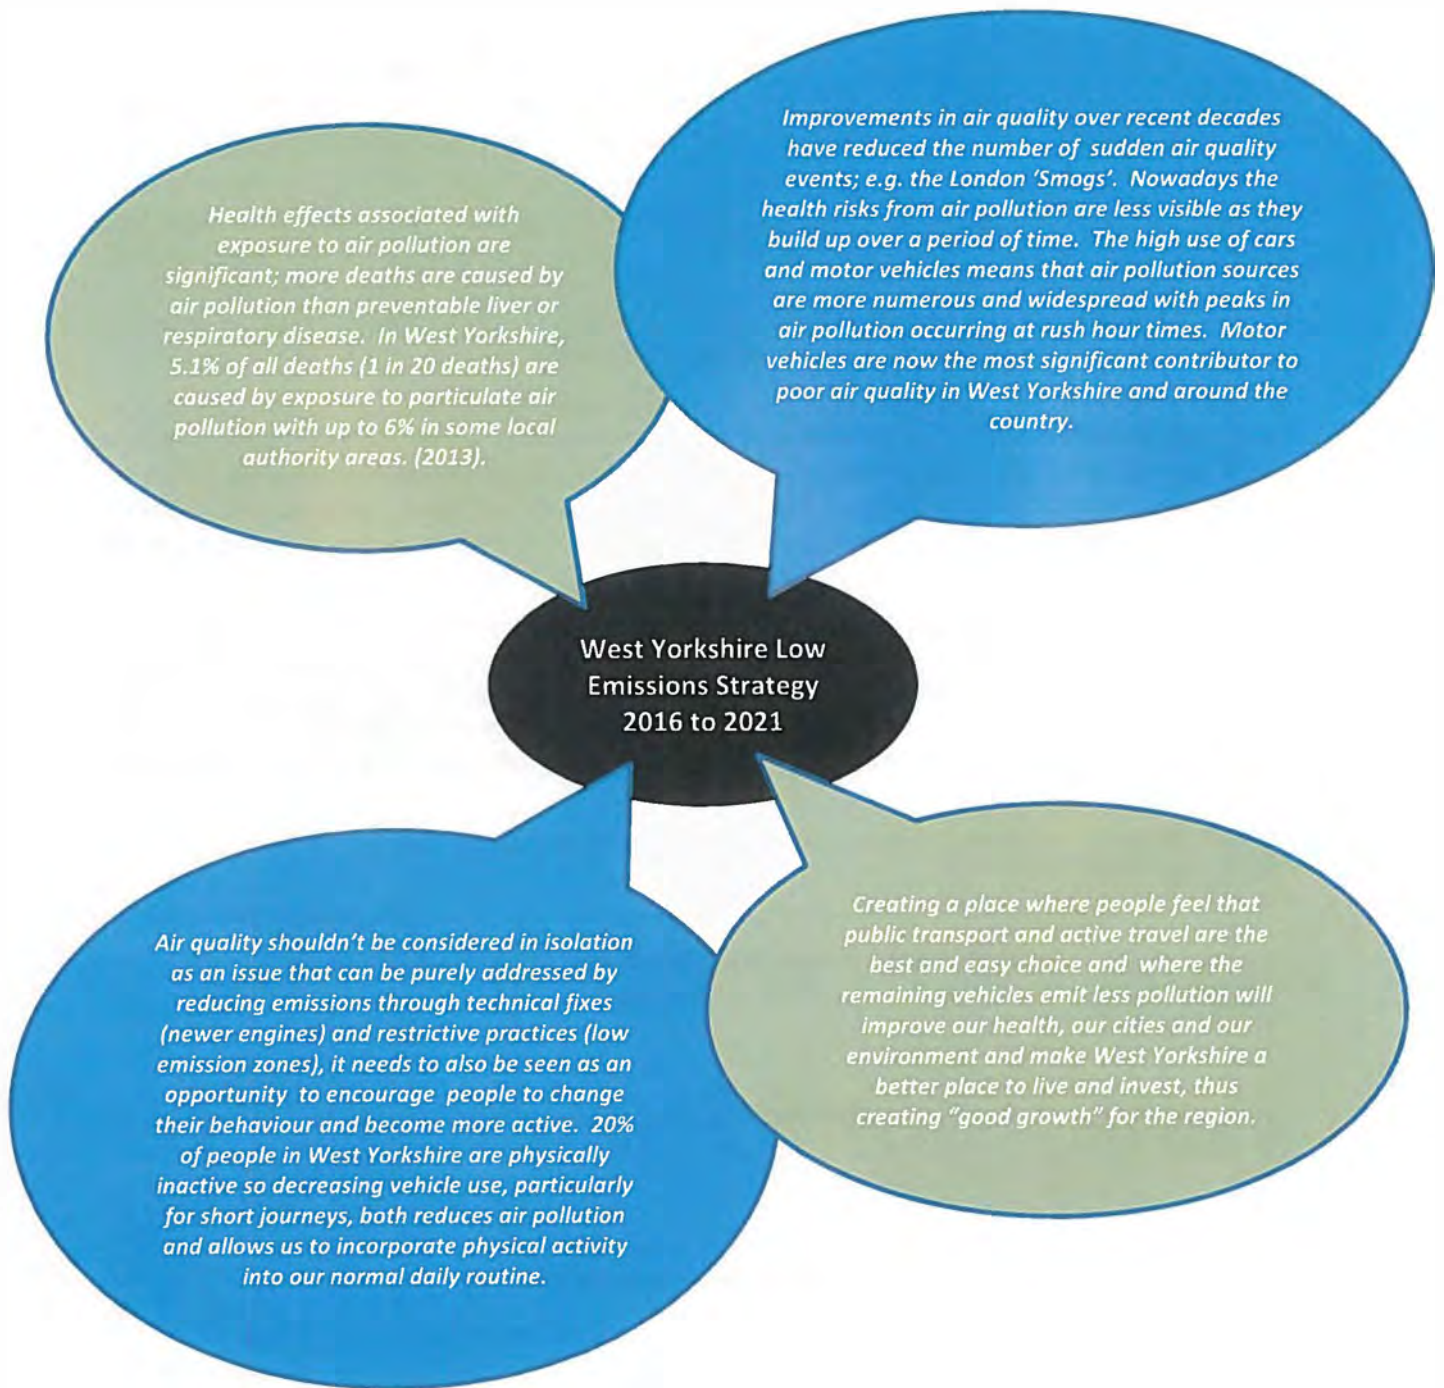 Health effects associated with
exposure to air pollution are
significant; more deaths are caused by
air pollution than preventable liver or
respiratory disease.  In West Yorkshire,
5.1% of all deaths (1 in 20 deaths) are
caused by exposure to particulate air
pollution with up to 6% in some local
authority areas. (2013).
Improvements in air quality over recent decades
have reduced the number of  sudden air quality
events; e.g. the London 'Smogs'.  Nowadays the
health risks from air pollution are less visible as they
build up over a period of time.  The high use of cars
and motor vehicles means that air pollution sources
are more numerous and widespread with peaks in
air pollution occurring at rush hour times.  Motor
vehicles are now the most significant contributor to
poor air quality in West Yorkshire and around the
country.
West Yorkshire Low
Emissions Strategy
2016 to 2021
Air quality shouldn't be considered in isolation
as an issue that can be purely addressed by
reducing emissions through technical fixes
(newer engines) and restrictive practices (low
emission zones), it needs to also be seen as an
opportunity  to encourage  people to change
their behaviour and become more active.  20%
of people in West Yorkshire are physically
inactive so decreasing vehicle use, particularly
for short journeys, both reduces air pollution
and allows us to incorporate physical activity
into our normal daily routine.
Creating a place where people feel that
public transport and active travel are the
best and easy choice and  where the
remaining vehicles emit less pollution will
improve our health, our cities and our
environment and make West Yorkshire a
better place to live and invest, thus
creating "good growth" for the region.